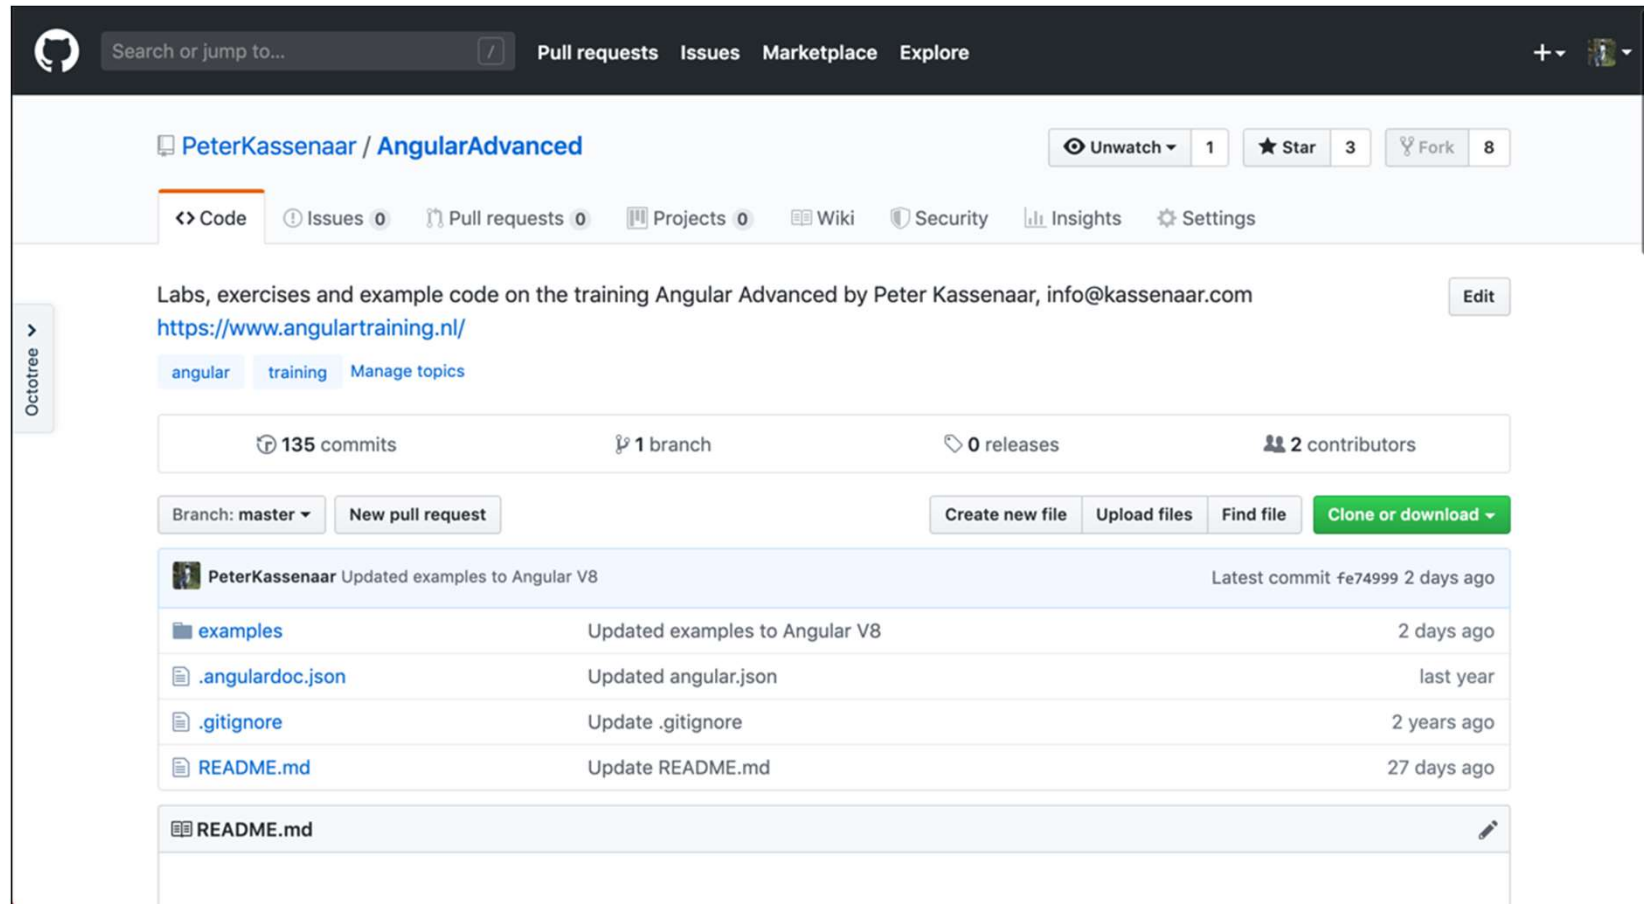 Search or jump to... /
Pull requests Issues Marketplace Explore
PeterKassenaar / AngularAdvanced
Unwatch 1 Star 3 Fork 8
Code Issues 0 Pull requests 0 Projects 0 Wiki Security Insights Settings
Labs, exercises and example code on the training Angular Advanced by Peter Kassenaar, info@kassenaar.com
Edit
https://www.angulartraining.nl/
Octotree
angular training Manage topics
135 commits 1 branch 0 releases 2 contributors
Branch: master New pull request Create new file Upload files Find file Clone or download
PeterKassenaar Updated examples to Angular V8 Latest commit fe74999 2 days ago
examples Updated examples to Angular V8 2 days ago
.angulardoc.json Updated angular.json last year
.gitignore Update .gitignore 2 years ago
README.md Update README.md 27 days ago
README.md